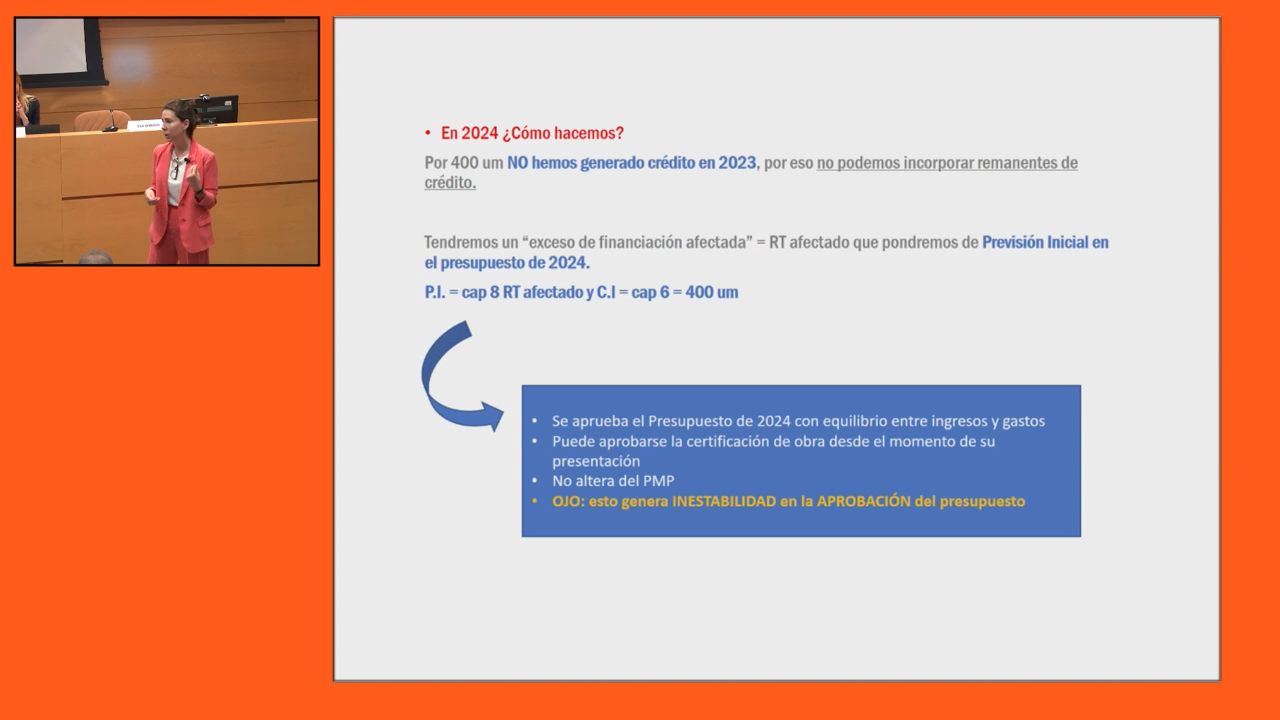 • En 2024 ¿Cómo hacemos?
Por 400 um NO hemos generado crédito en 2023, por eso no podemos incorporar remanentes de
crédito.
Tendremos un “exceso de financiación afectada” = RT afectado que pondremos de Previsión Inicial en
el presupuesto de 2024.
P.I. = cap 8 RT afectado y C.I = cap 6 = 400 um
• Se aprueba el Presupuesto de 2024 con equilibrio entre ingresos y gastos
• Puede aprobarse la certificación de obra desde el momento de su
presentación
• No altera del PMP
• OJO: esto genera INESTABILIDAD en la APROBACIÓN del presupuesto